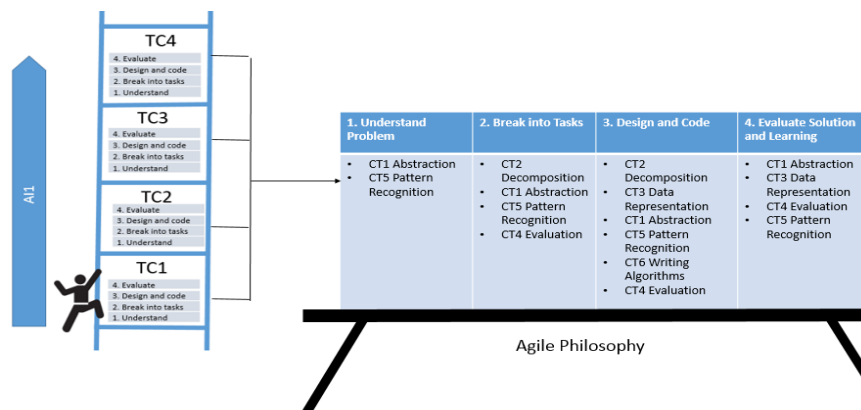 AI1
TC4
4. Evaluate
3. Design and code
2. Break into tasks
1. Understand
TC3
4. Evaluate
3. Design and code
2. Break into tasks
1. Understand
TC2
4. Evaluate
3. Design and code
2. Break into tasks
1. Understand
TC1
4. Evaluate
3. Design and code
2. Break into tasks
1. Understand
1. Understand
Problem
• CT1 Abstraction
• CT5 Pattern
Recognition
2. Break into Tasks
• CT2
Decomposition
• CT1 Abstraction
• CT5 Pattern
Recognition
• CT4 Evaluation
3. Design and Code
• CT2
Decomposition
• CT3 Data
Representation
• CT1 Abstraction
• CT5 Pattern
Recognition
• CT6 Writing
Algorithms
• CT4 Evaluation
4. Evaluate Solution
and Learning
• CT1 Abstraction
• CT3 Data
Representation
• CT4 Evaluation
• CT5 Pattern
Recognition
Agile Philosophy